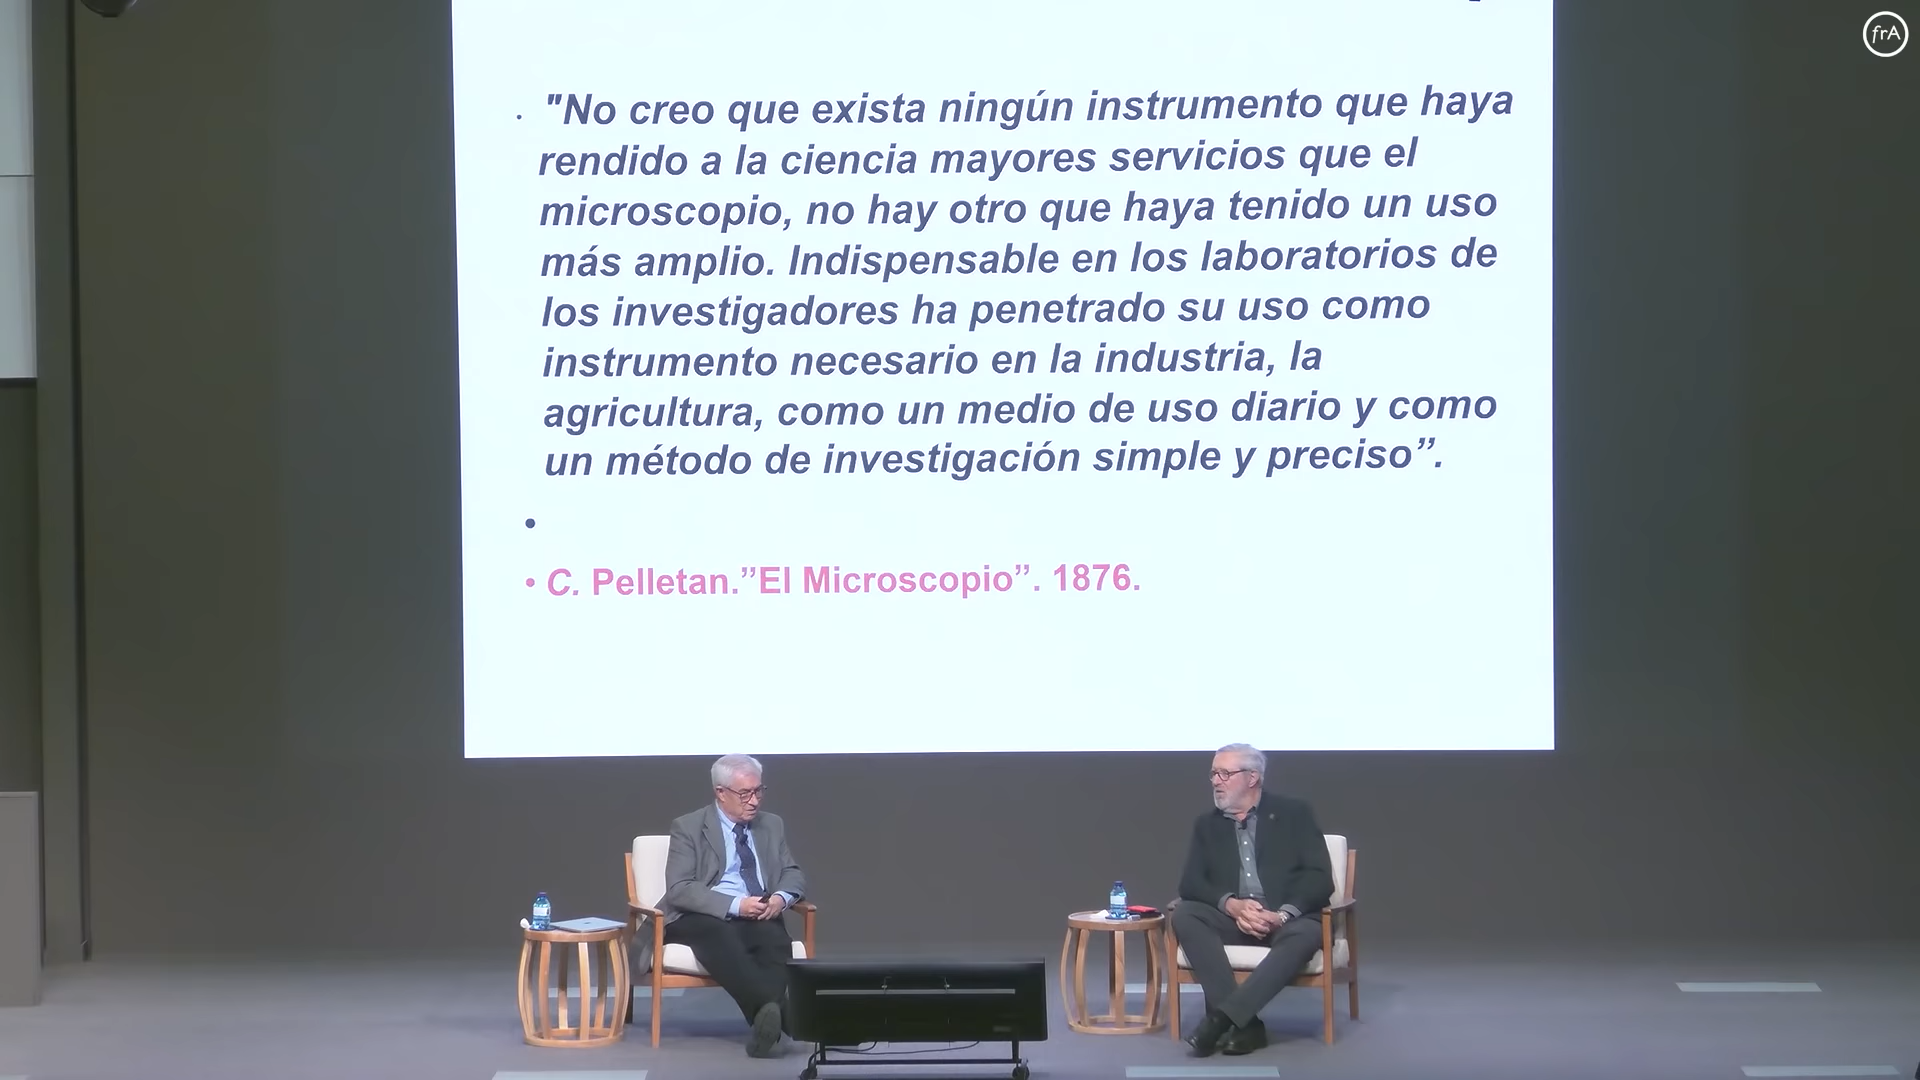 frA
. "No creo que exista ningún instrumento que haya
rendido a la ciencia mayores servicios que el
microscopio, no hay otro que haya tenido un uso
más amplio. Indispensable en los laboratorios de
los investigadores ha penetrado su uso como
instrumento necesario en la industria, la
agricultura, como un medio de uso diario y como
un método de investigación simple y preciso”.
•
• C. Pelletan.”El Microscopio”. 1876.